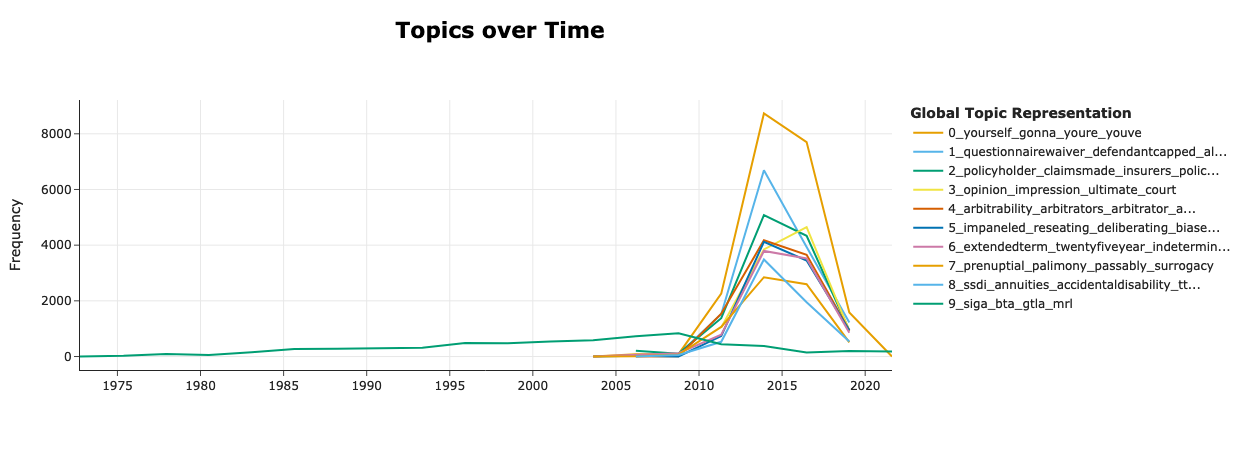 Topics over Time
Frequency
8000
6000
4000
2000
0
1975 1980 1985 1990 1995 2000 2005 2010 2015 2020
Global Topic Representation
0_yourself_gonna_youre_youve
1_questionnairewaiver_defendantcapped_al...
2_policyholder_claimsmade_insurers_polic...
3_opinion_impression_ultimate_court
4_arbitrability_arbitrators_arbitrator_a...
5_impaneled_reseating_deliberating_biase...
6_extendedterm_twentyfiveyear_indetermin...
7_prenuptial_palimony_passably_surrogacy
8_ssdi_annuities_accidentaldisability_tt...
9_siga_bta_gtla_mrl